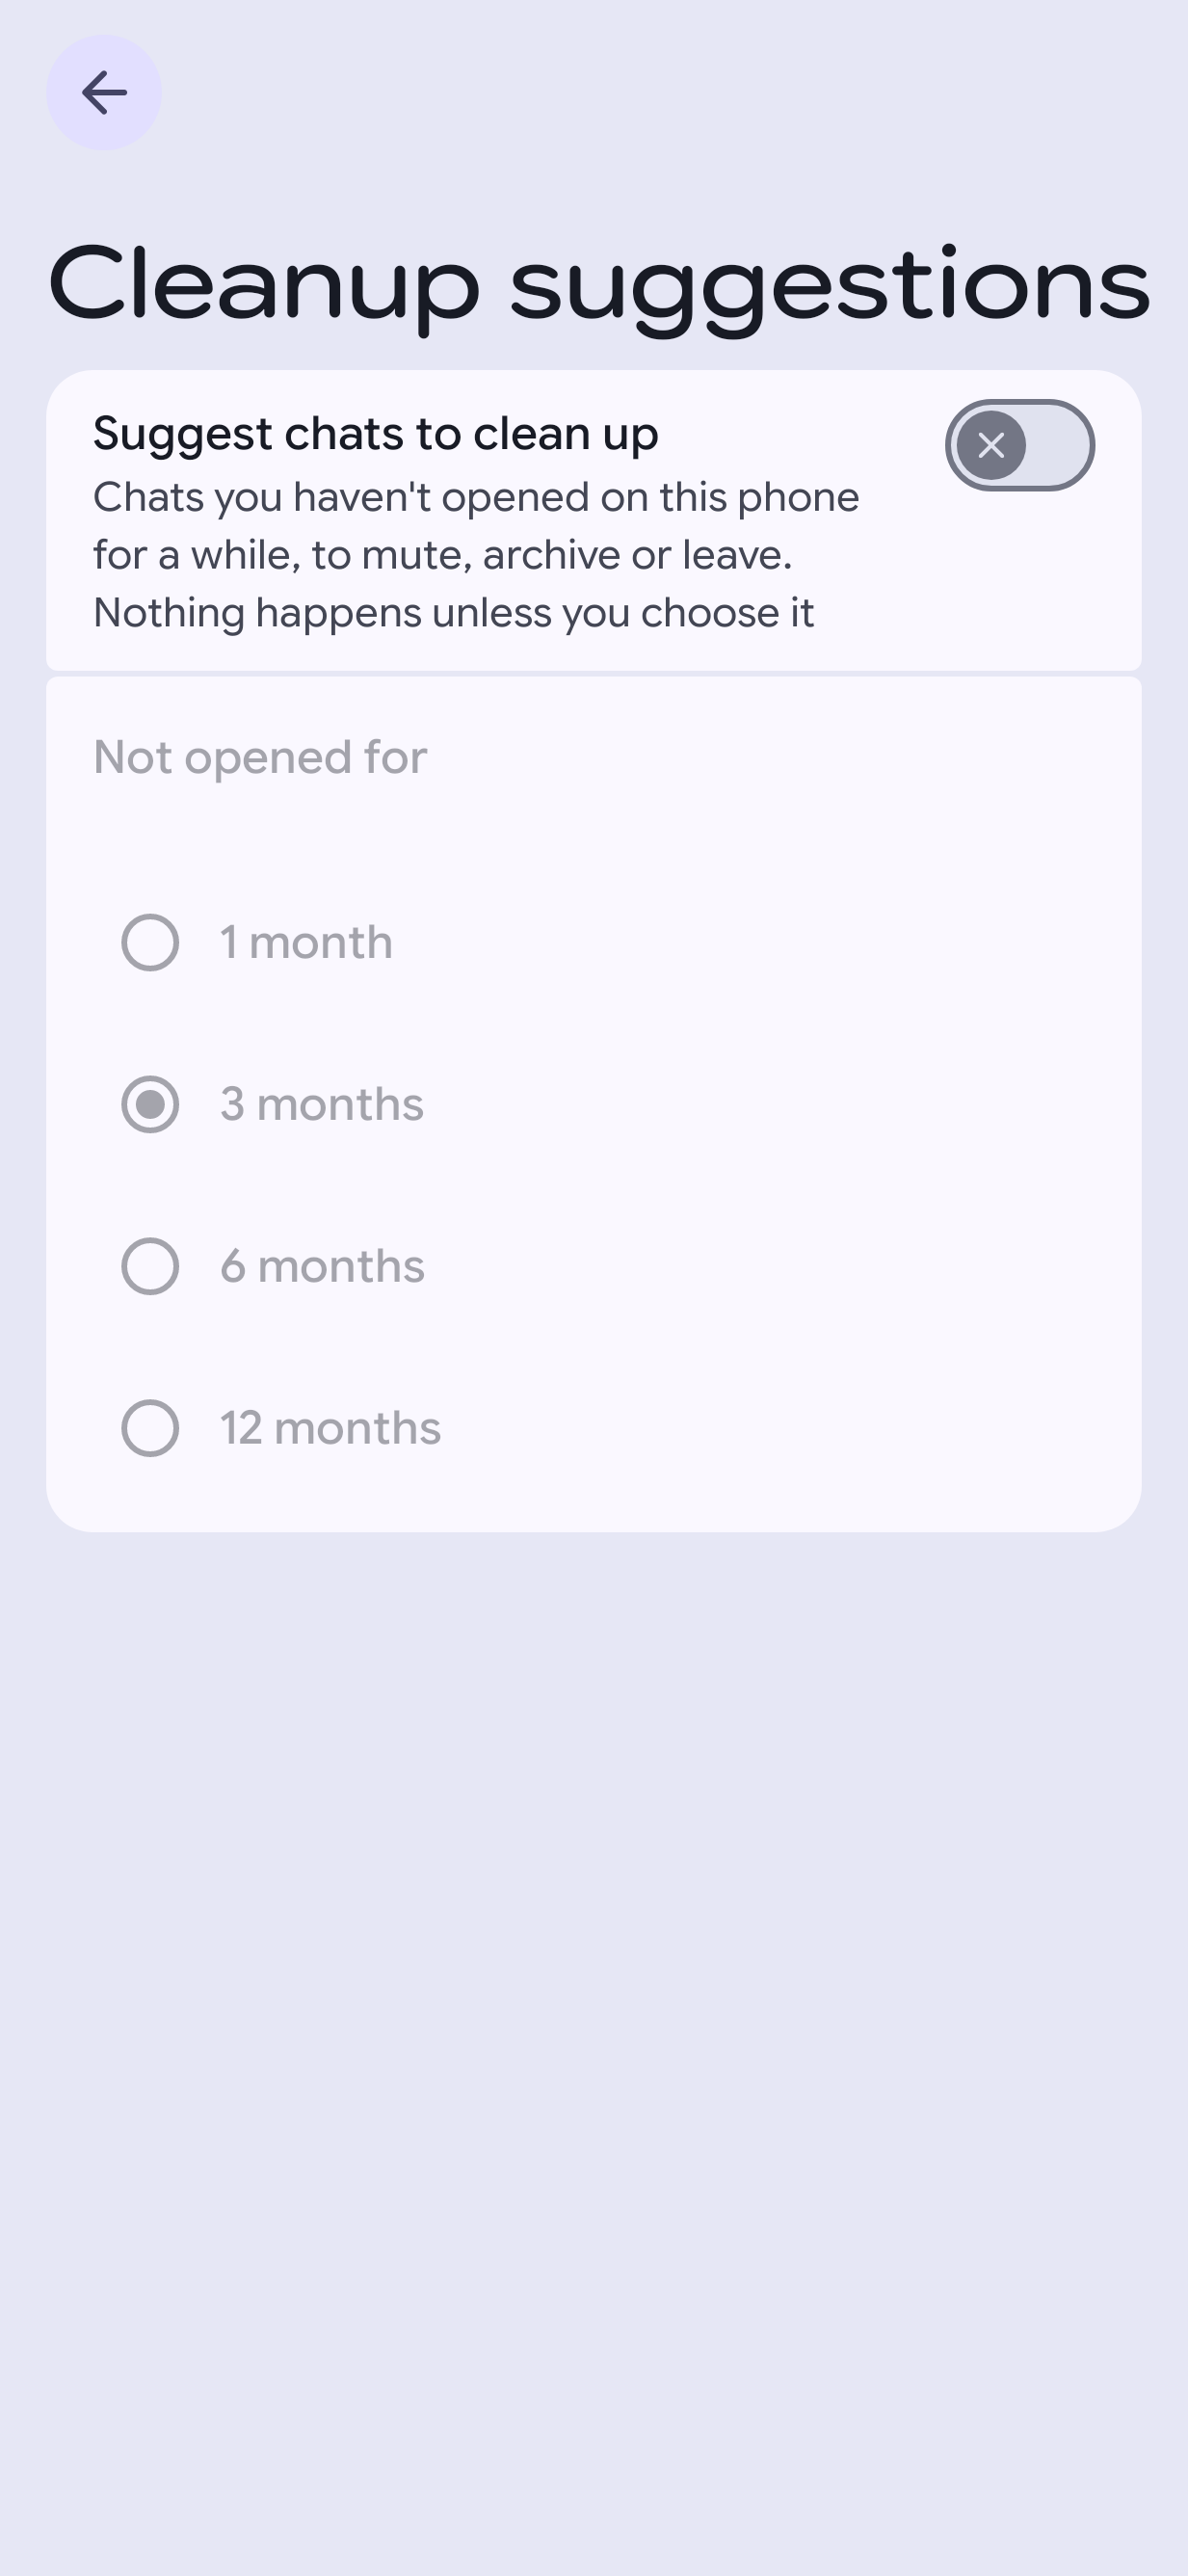 Cleanup suggestions
Suggest chats to clean up
Chats you haven't opened on this phone
for a while, to mute, archive or leave.
Nothing happens unless you choose it
Not opened for
1 month
3 months
6 months
12 months